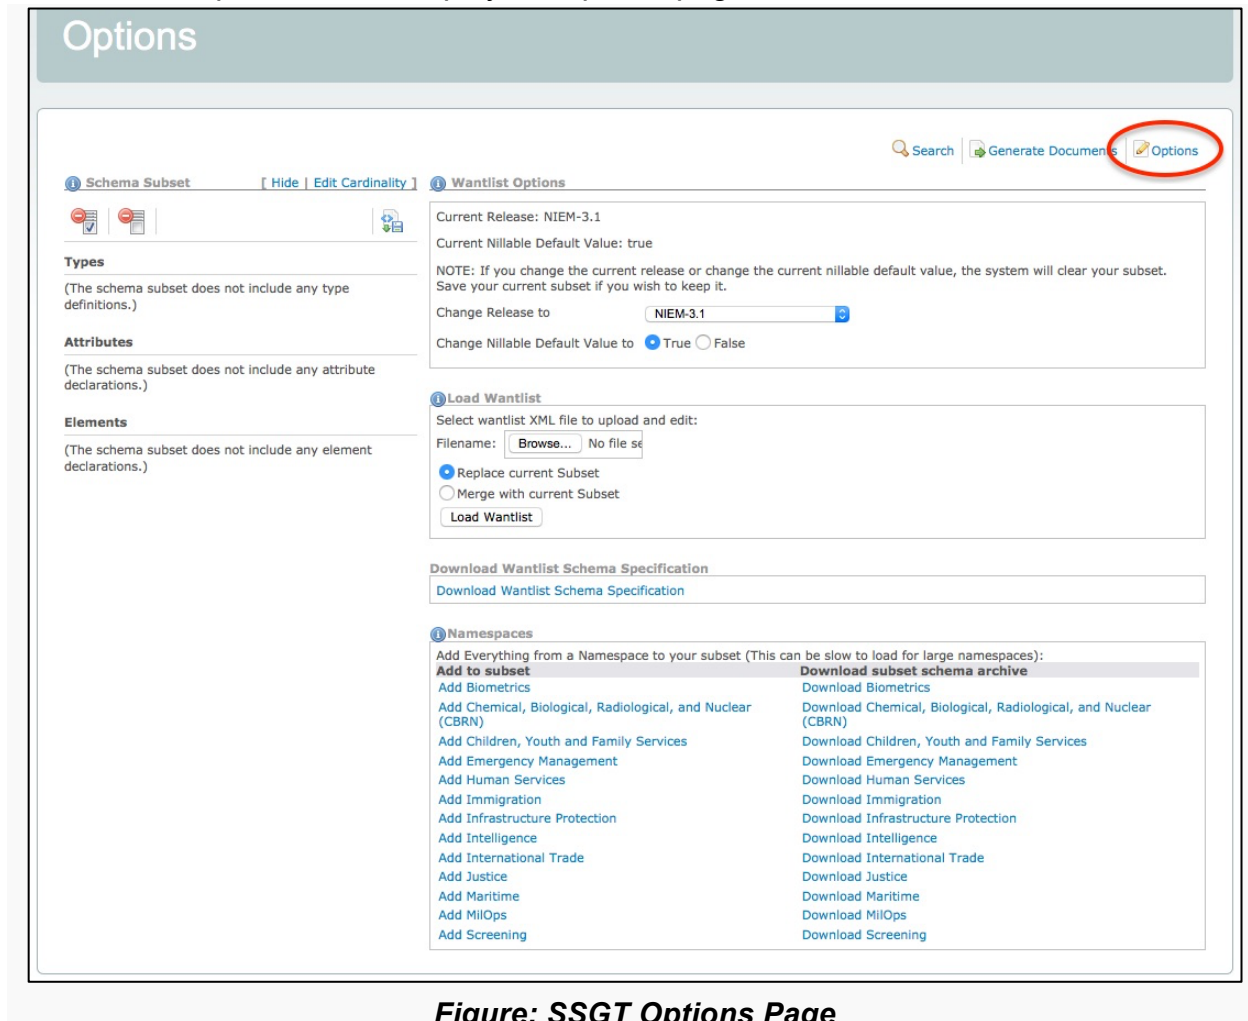 Options
Search
Generate Documents
Options
Schema Subset [ Hide | Edit Cardinality ]
Types
(The schema subset does not include any type
definitions.)
Attributes
(The schema subset does not include any attribute
declarations.)
Elements
(The schema subset does not include any element
declarations.)
Wantlist Options
Current Release: NIEM-3.1
Current Nillable Default Value: true
NOTE: If you change the current release or change the current nillable default value, the system will clear your subset.
Save your current subset if you wish to keep it.
Change Release to NIEM-3.1
Change Nillable Default Value to True False
Load Wantlist
Select wantlist XML file to upload and edit:
Filename: Browse... No file se
Replace current Subset
Merge with current Subset
Load Wantlist
Download Wantlist Schema Specification
Download Wantlist Schema Specification
Namespaces
Add Everything from a Namespace to your subset (This can be slow to load for large namespaces):
Add to subset Download subset schema archive
Add Biometrics Download Biometrics
Add Chemical, Biological, Radiological, and Nuclear Download Chemical, Biological, Radiological, and Nuclear
(CBRN) (CBRN)
Add Children, Youth and Family Services Download Children, Youth and Family Services
Add Emergency Management Download Emergency Management
Add Human Services Download Human Services
Add Immigration Download Immigration
Add Infrastructure Protection Download Infrastructure Protection
Add Intelligence Download Intelligence
Add International Trade Download International Trade
Add Justice Download Justice
Add Maritime Download Maritime
Add MilOps Download MilOps
Add Screening Download Screening
Figure: SSGT Options Page